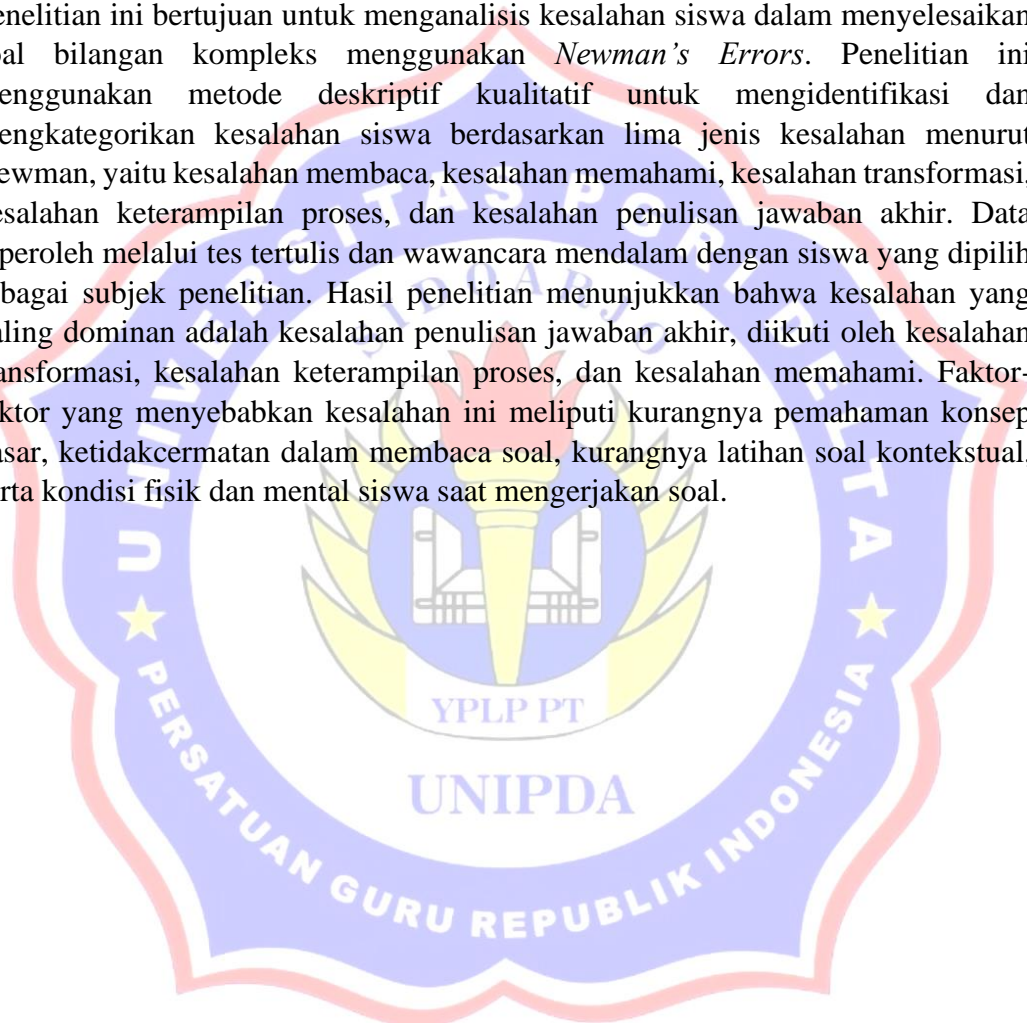 enelitian ini bertujuan untuk menganalisis kesalahan siswa dalam menyelesaikan
oal bilangan kompleks menggunakan Newman's Errors. Penelitian ini
enggunakan metode deskriptif kualitatif untuk mengidentifikasi dan
engkategorikan kesalahan siswa berdasarkan lima jenis kesalahan menurut
ewman, yaitu kesalahan membaca, kesalahan memahami, kesalahan transformasi,
esalahan keterampilan proses, dan kesalahan penulisan jawaban akhir. Data
peroleh melalui tes tertulis dan wawancara mendalam dengan siswa yang dipilih
bagai subjek penelitian. Hasil penelitian menunjukkan bahwa kesalahan yang
aling dominan adalah kesalahan penulisan jawaban akhir, diikuti oleh kesalahan
ansformasi, kesalahan keterampilan proses, dan kesalahan memahami. Faktor-
ktor yang menyebabkan kesalahan ini meliputi kurangnya pemahaman konsep
asar, ketidakcermatan dalam membaca soal, kurangnya latihan soal kontekstual,
rta kondisi fisik dan mental siswa saat mengerjakan soal.
UNIVERSITAS PGRI DELTA
SIDOARJO
YPLP PT
UNIPDA
PERSATUAN GURU REPUBLIK INDONESIA